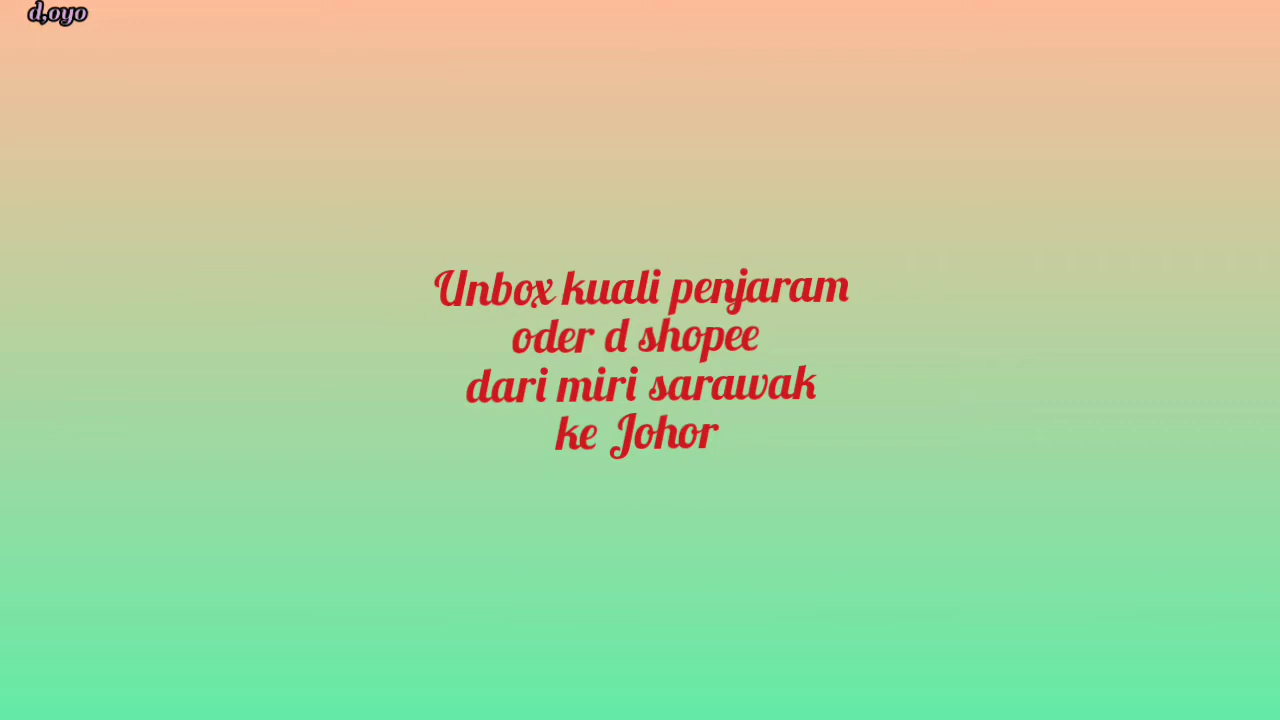 d,oyo
Unbox kuali penjaram
oder d shopee
dari miri sarawak
ke Johor